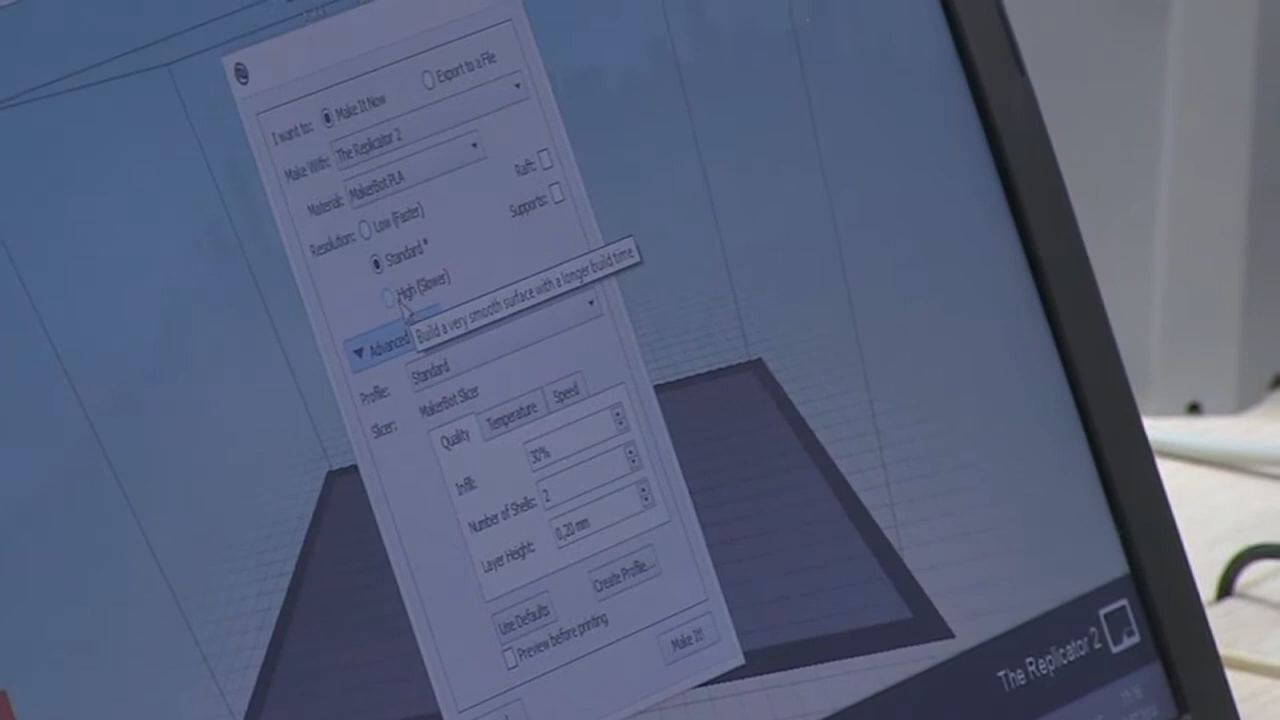 I want to: Make It Now Export to a File
Make With: The Replicator 2
Material: MakerBot PLA
Raft:
Supports:
Resolution: Low (Faster)
Standard*
High (Slower)
Build a very smooth surface with a longer build time
Advanced
Profile: Standard
Slicer: MakerBot Slicer
Quality Temperature Speed
Infill: 30%
Number of Shells: 2
Layer Height: 0,20 mm
Use Defaults Create Profile...
Preview before printing
Make It!
The Replicator 2